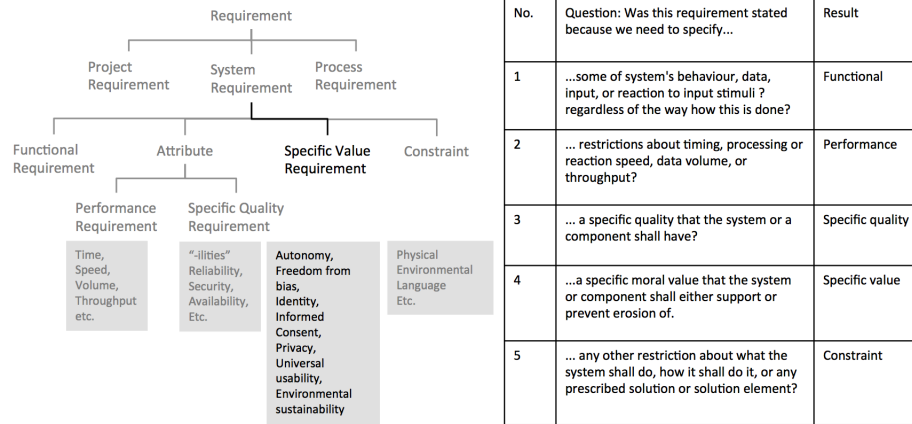 Requirement
Project
Requirement
System
Requirement
Process
Requirement
Functional
Requirement
Attribute
Specific Value
Requirement
Constraint
Performance
Requirement
Specific Quality
Requirement
Time,
Speed,
Volume,
Throughput
etc.
“-ilities”
Reliability,
Security,
Availability,
Etc.
Autonomy,
Freedom from
bias,
Identity,
Informed
Consent,
Privacy,
Universal
usability,
Environmental
sustainability
Physical
Environmental
Language
Etc.
No.
Question: Was this requirement stated
because we need to specify...
Result
1
...some of system's behaviour, data,
input, or reaction to input stimuli ?
regardless of the way how this is done?
Functional
2
... restrictions about timing, processing or
reaction speed, data volume, or
throughput?
Performance
3
... a specific quality that the system or a
component shall have?
Specific quality
4
...a specific moral value that the system
or component shall either support or
prevent erosion of.
Specific value
5
... any other restriction about what the
system shall do, how it shall do it, or any
prescribed solution or solution element?
Constraint